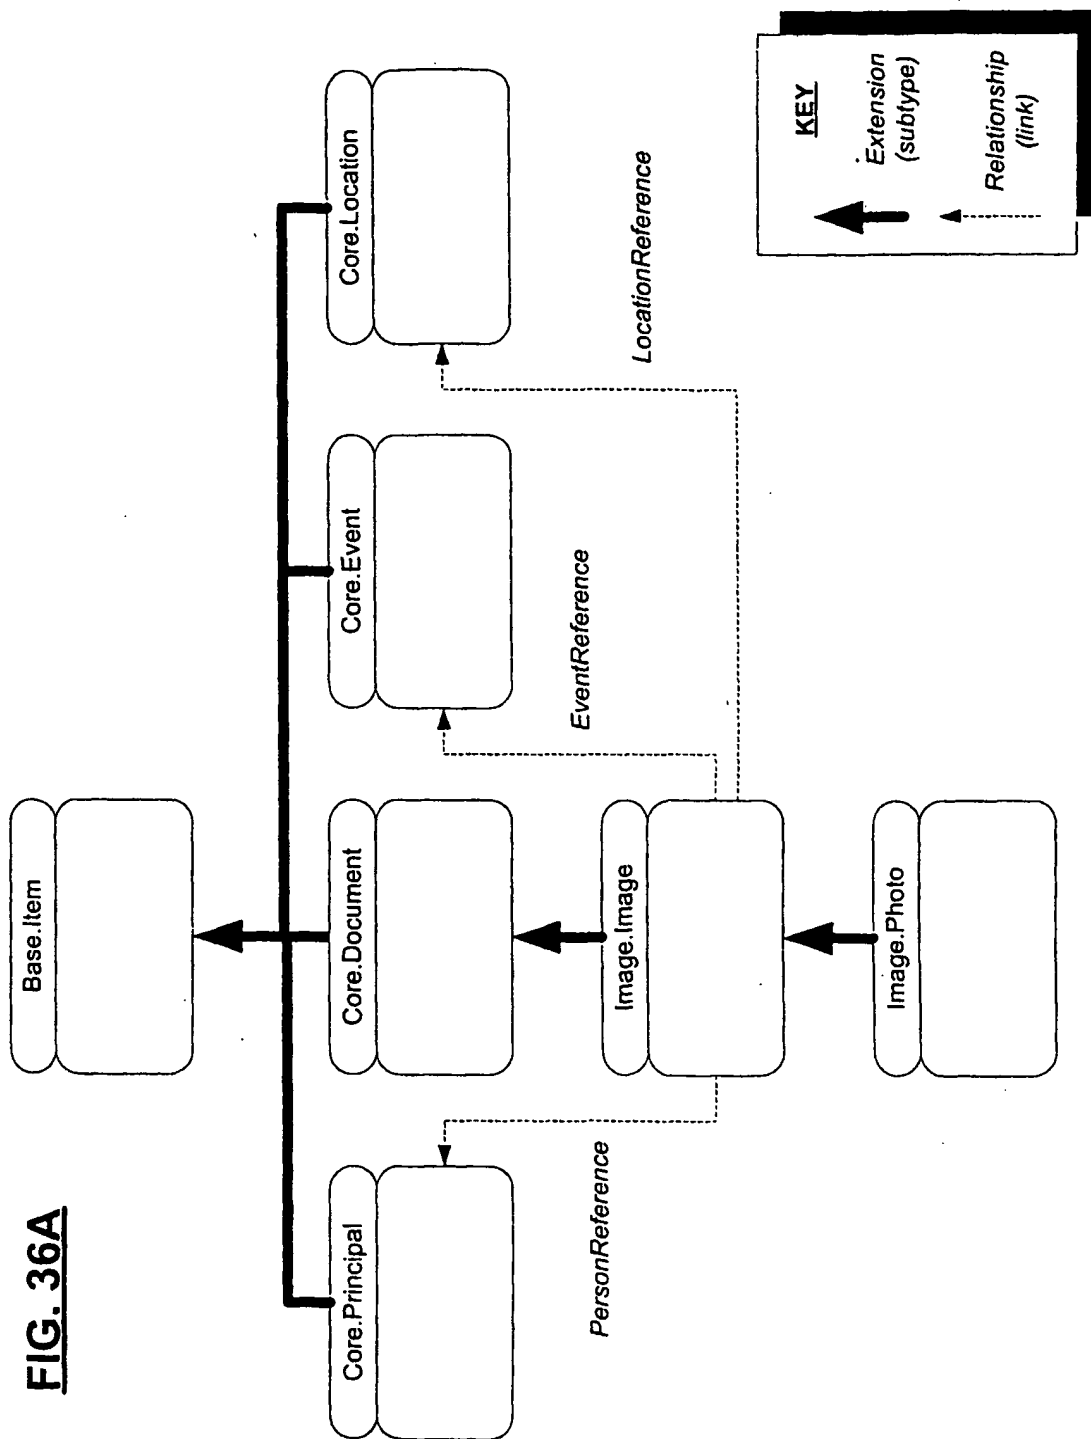 FIG. 36A
Base.Item
Core.Principal
Core.Document
Core.Event
Core.Location
PersonReference
Image.Image
EventReference
LocationReference
Image.Photo
KEY
Extension
(subtype)
Relationship
(link)